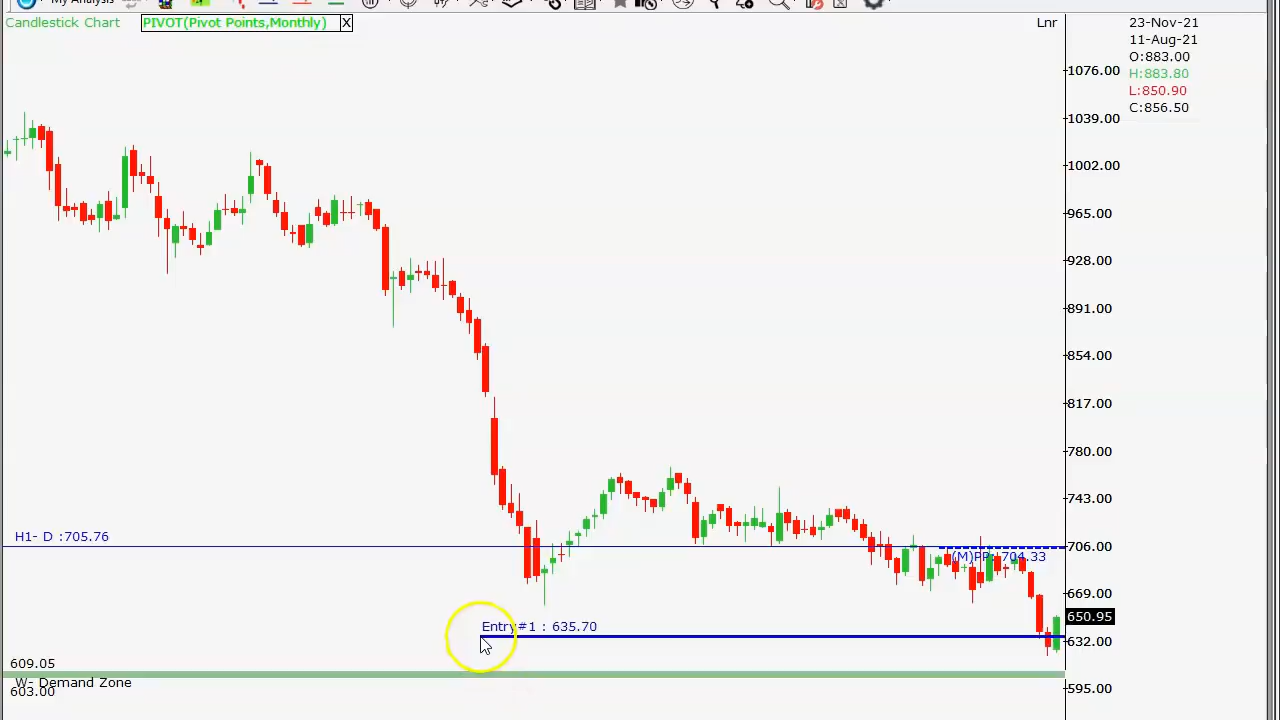 My Analysis
Candlestick Chart PIVOT(Pivot Points,Monthly) X
Lnr
23-Nov-21
11-Aug-21
O:883.00
H:883.80
L:850.90
C:856.50
1076.00
1039.00
1002.00
965.00
928.00
891.00
854.00
817.00
780.00
743.00
H1- D :705.76
706.00
(M)PP: 704.33
669.00
650.95
Entry#1 : 635.70
632.00
609.05
W- Demand Zone
603.00
595.00